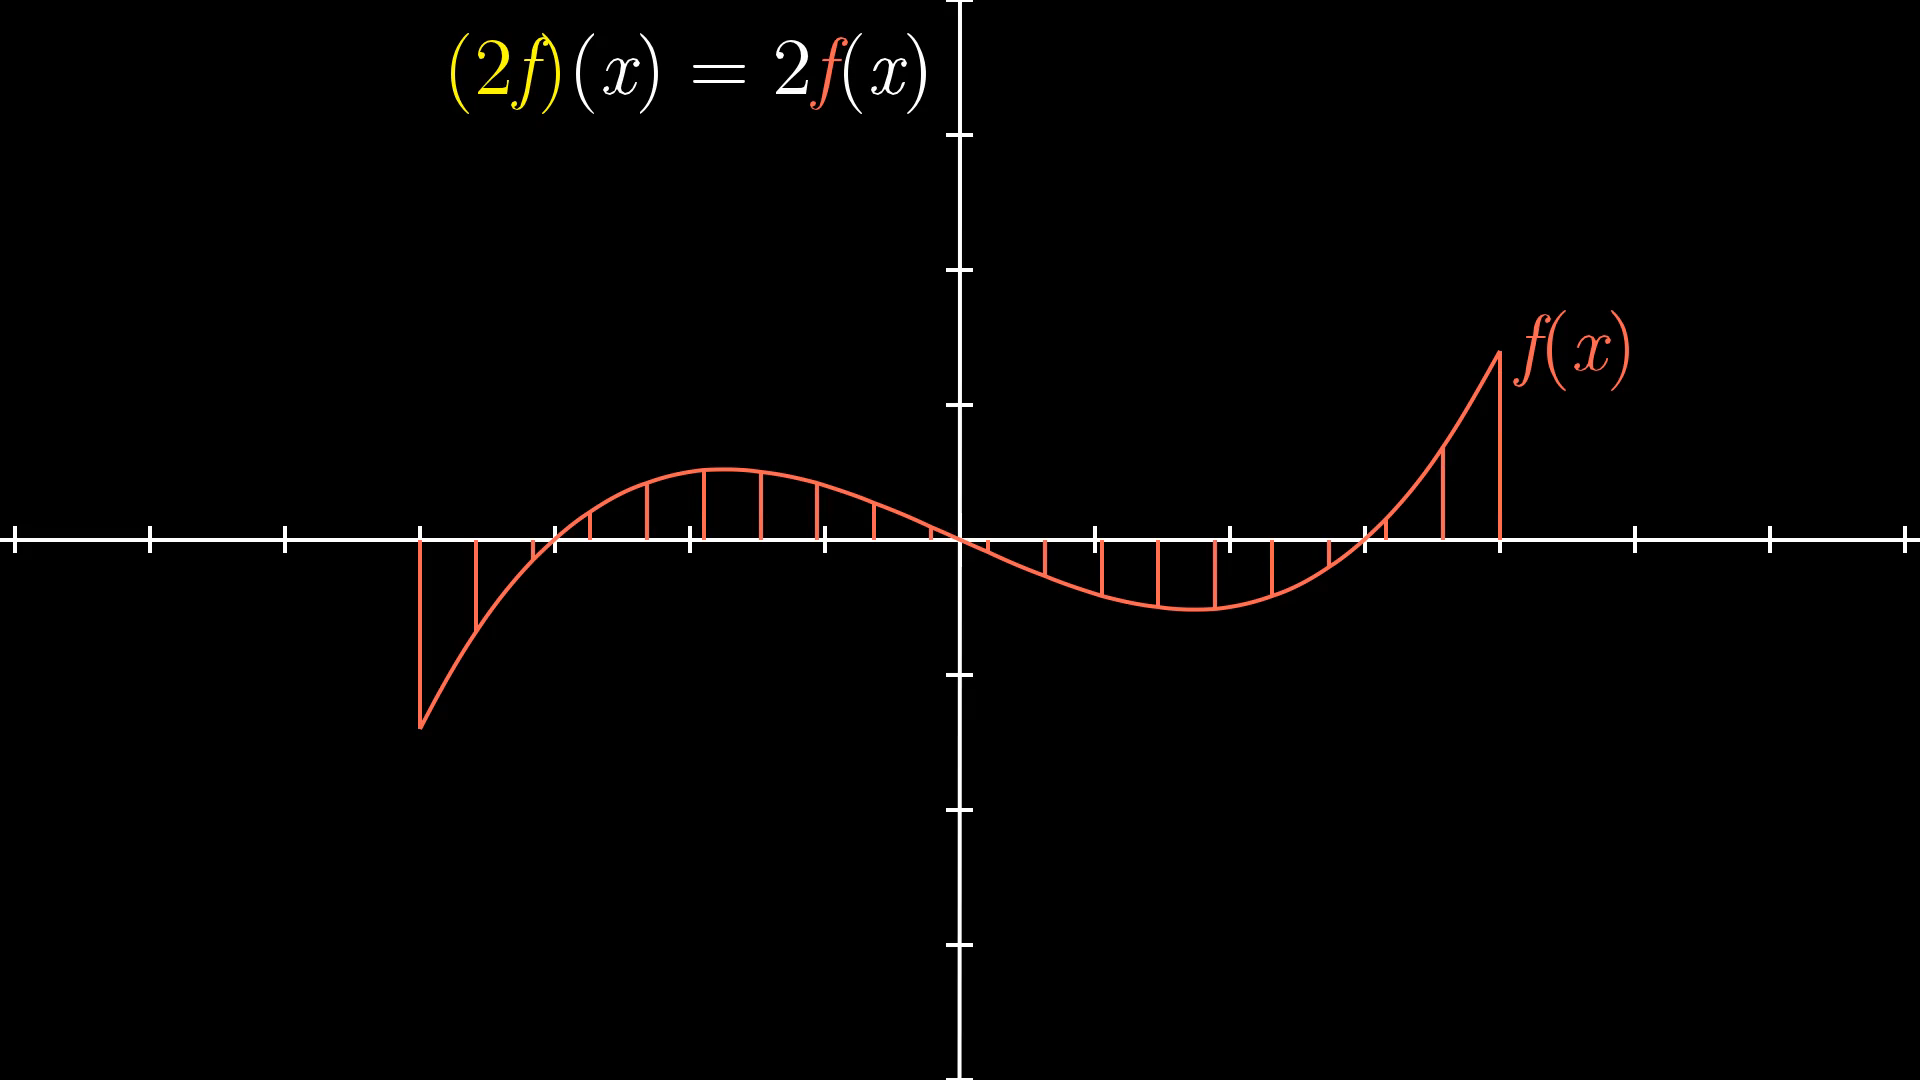 (2f)(x) = 2f(x)
f(x)